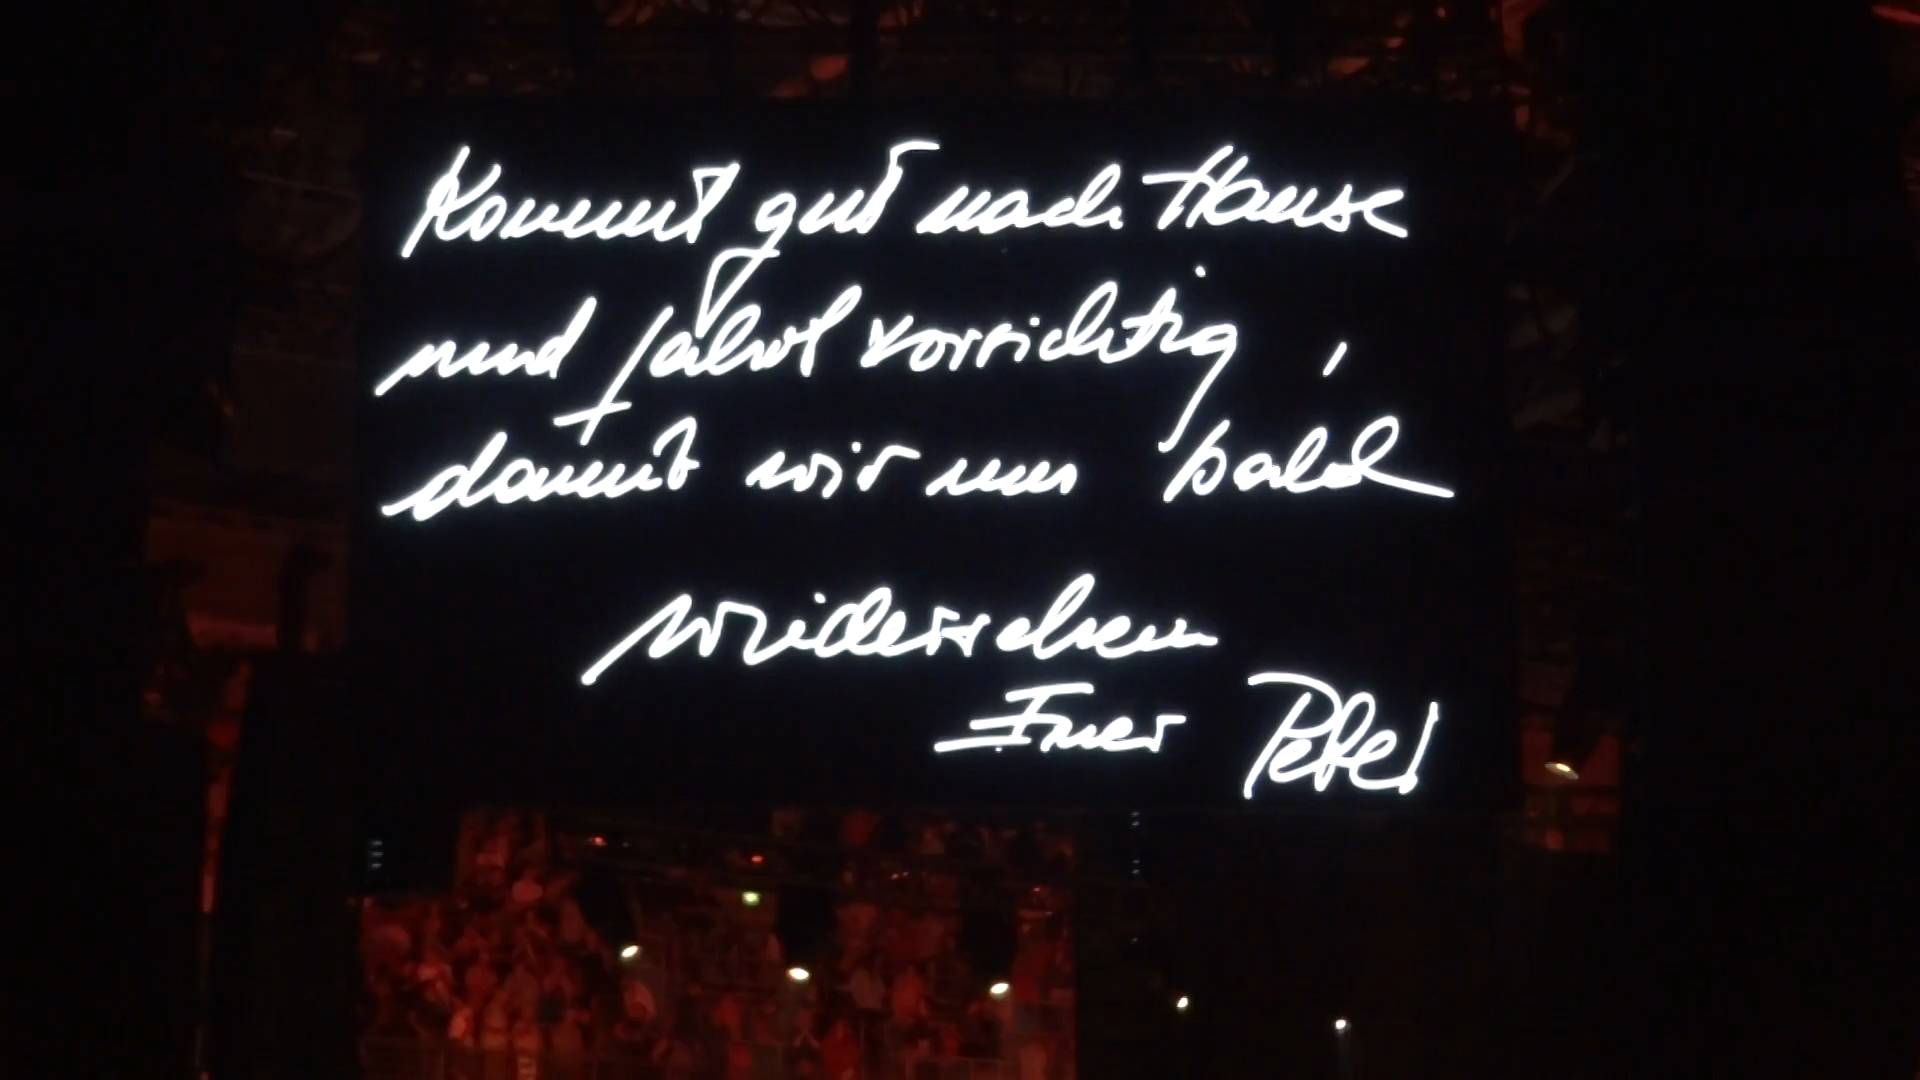 Kommt gut nach Hause
und fahrt vorsichtig,
damit wir uns bald
wiedersehen
Euer Peter